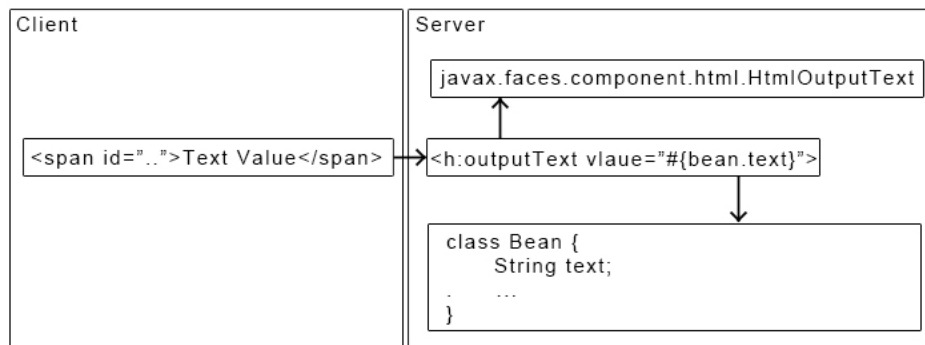 Client
Server
javax.faces.component.html.HtmlOutputText
<span id=”..”>Text Value</span>
<h:outputText vlaue=”#{bean.text}”>
class Bean {
String text;
. ...
}